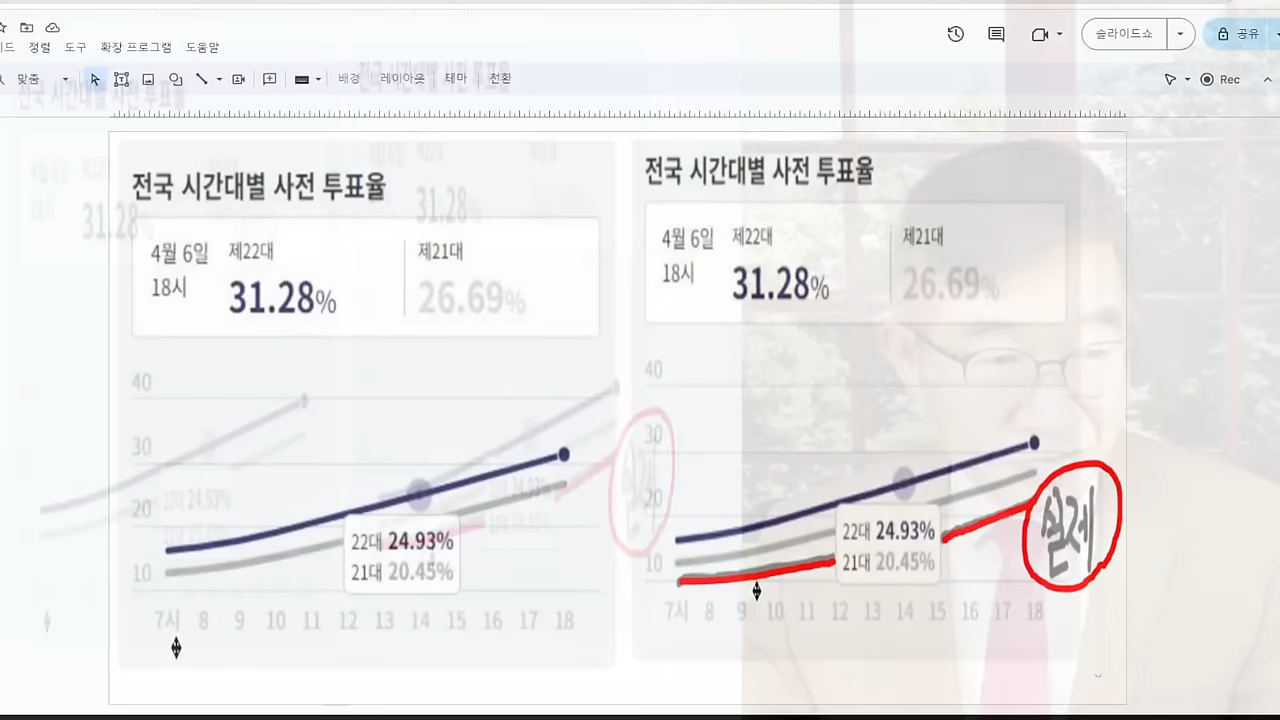 이드 정렬 도구 확장 프로그램 도움말
슬라이드쇼
공유
맞춤
배경 레이아웃 테마 전환
Rec
전국 시간대별 사전 투표율
4월 6일
18시
제22대
31.28%
제21대
26.69%
40
30
20
10
22대 24.93%
21대 20.45%
7시 8 9 10 11 12 13 14 15 16 17 18
전국 시간대별 사전 투표율
4월 6일
18시
제22대
31.28%
제21대
26.69%
40
30
20
10
22대 24.93%
21대 20.45%
실제
7시 8 9 10 11 12 13 14 15 16 17 18